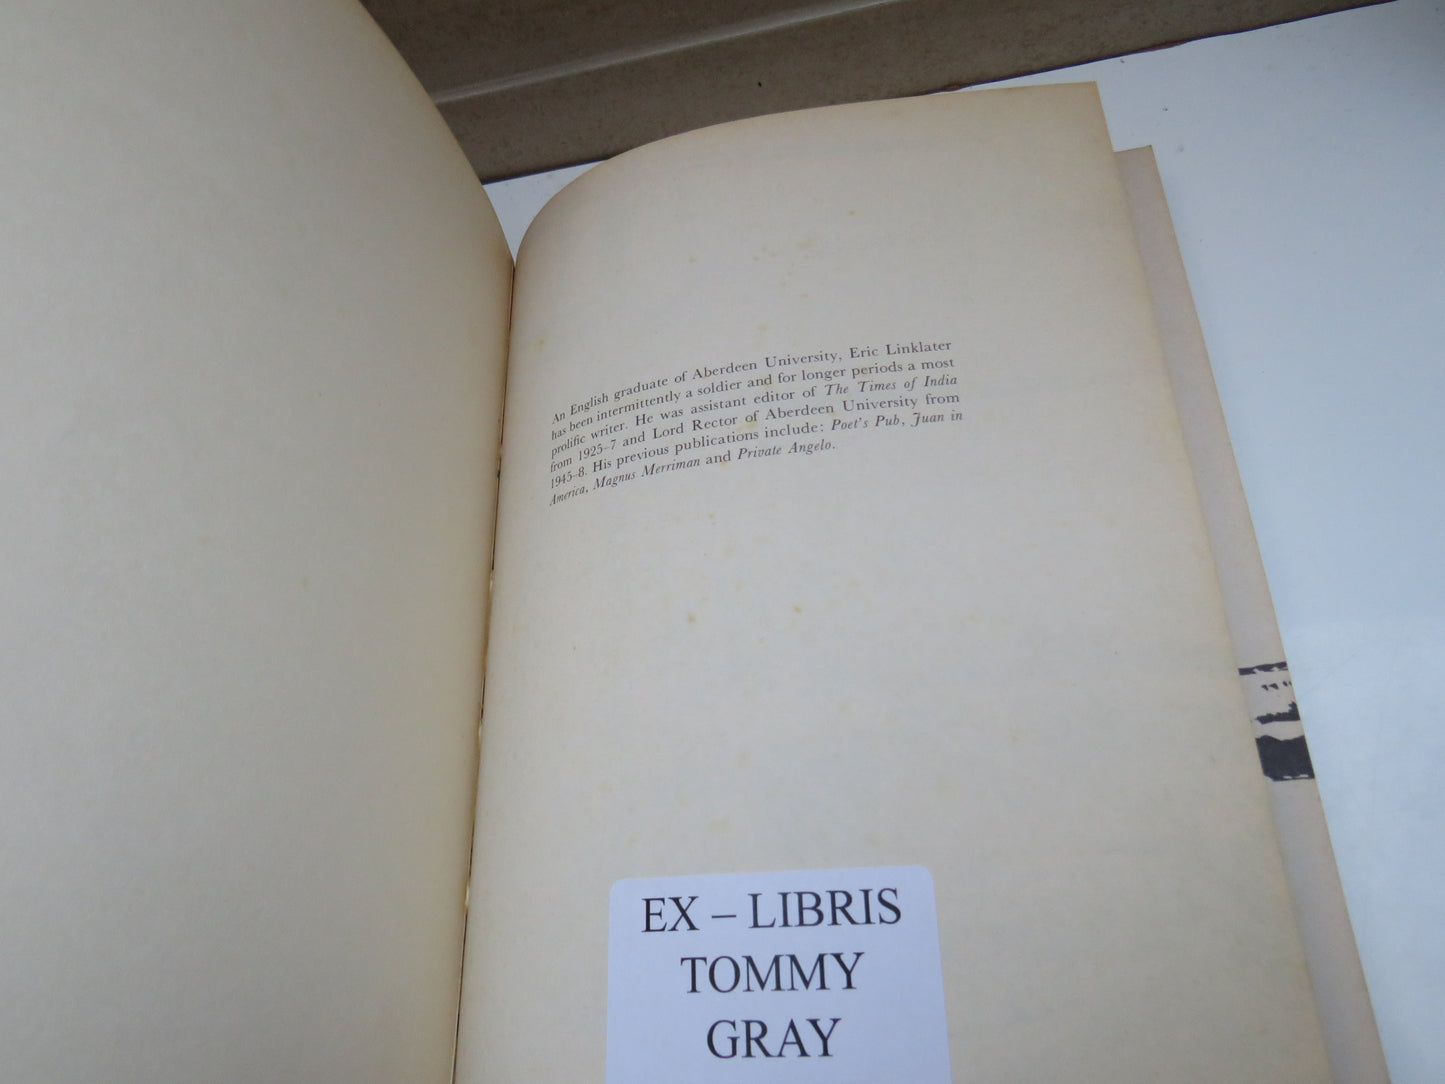 An English graduate of Aberdeen University, Eric Linklater
has been intermittently a soldier and for longer periods a most
prolific writer. He was assistant editor of The Times of India
from 1925-7 and Lord Rector of Aberdeen University from
1945-8. His previous publications include: Poet's Pub, Juan in
America, Magnus Merriman and Private Angelo.
EX – LIBRIS
TOMMY
GRAY